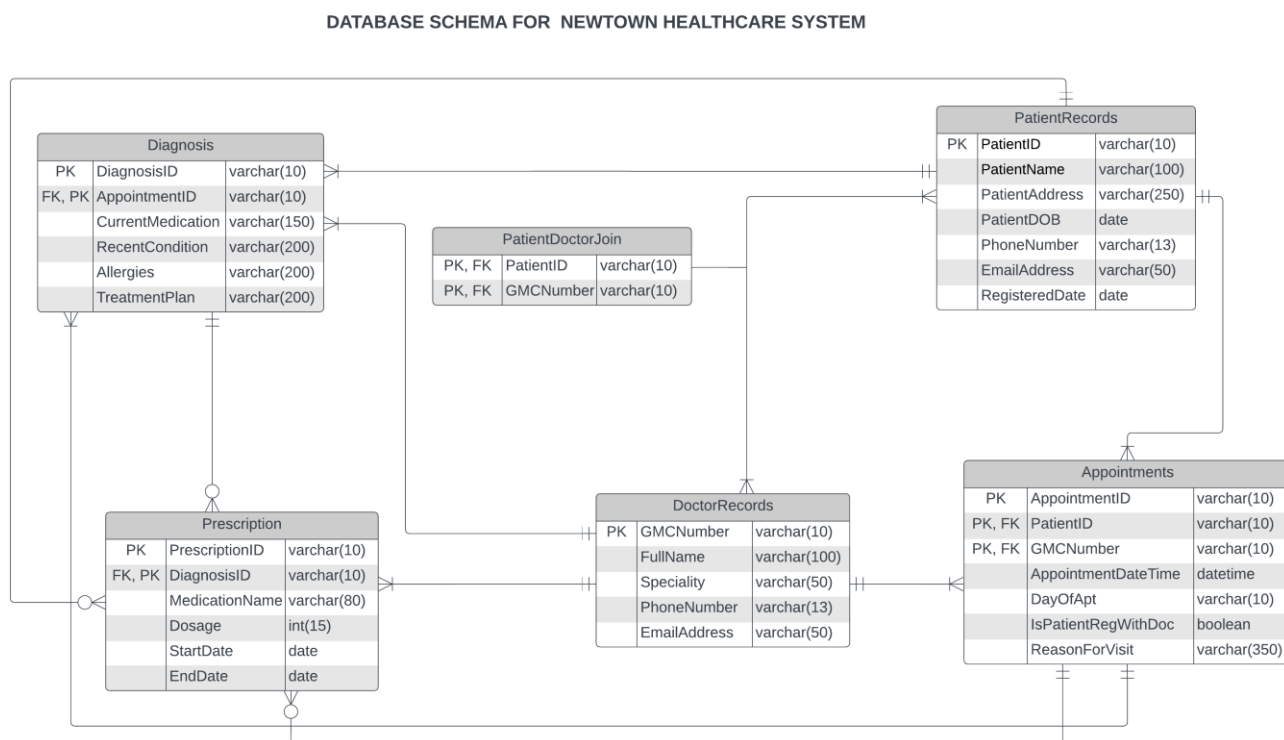 DATABASE SCHEMA FOR NEWTOWN HEALTHCARE SYSTEM
PatientRecords
PK PatientID varchar(10)
PatientName varchar(100)
PatientAddress varchar(250)
PatientDOB date
PhoneNumber varchar(13)
EmailAddress varchar(50)
RegisteredDate date
Diagnosis
PK DiagnosisID varchar(10)
FK, PK AppointmentID varchar(10)
CurrentMedication varchar(150)
RecentCondition varchar(200)
Allergies varchar(200)
TreatmentPlan varchar(200)
PatientDoctorJoin
PK, FK PatientID varchar(10)
PK, FK GMCNumber varchar(10)
Appointments
PK AppointmentID varchar(10)
PK, FK PatientID varchar(10)
PK, FK GMCNumber varchar(10)
AppointmentDateTime datetime
DayOfApt varchar(10)
IsPatientRegWithDoc boolean
ReasonForVisit varchar(350)
DoctorRecords
PK GMCNumber varchar(10)
FullName varchar(100)
Speciality varchar(50)
PhoneNumber varchar(13)
EmailAddress varchar(50)
Prescription
PK PrescriptionID varchar(10)
FK, PK DiagnosisID varchar(10)
MedicationName varchar(80)
Dosage int(15)
StartDate date
EndDate date